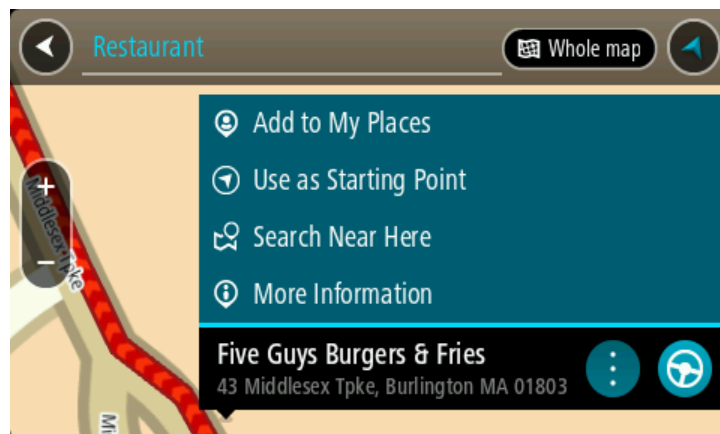 Restaurant
Whole map
Add to My Places
Use as Starting Point
Search Near Here
More Information
+
Middlesex Tpke
−
Five Guys Burgers & Fries
43 Middlesex Tpke, Burlington MA 01803
Mi